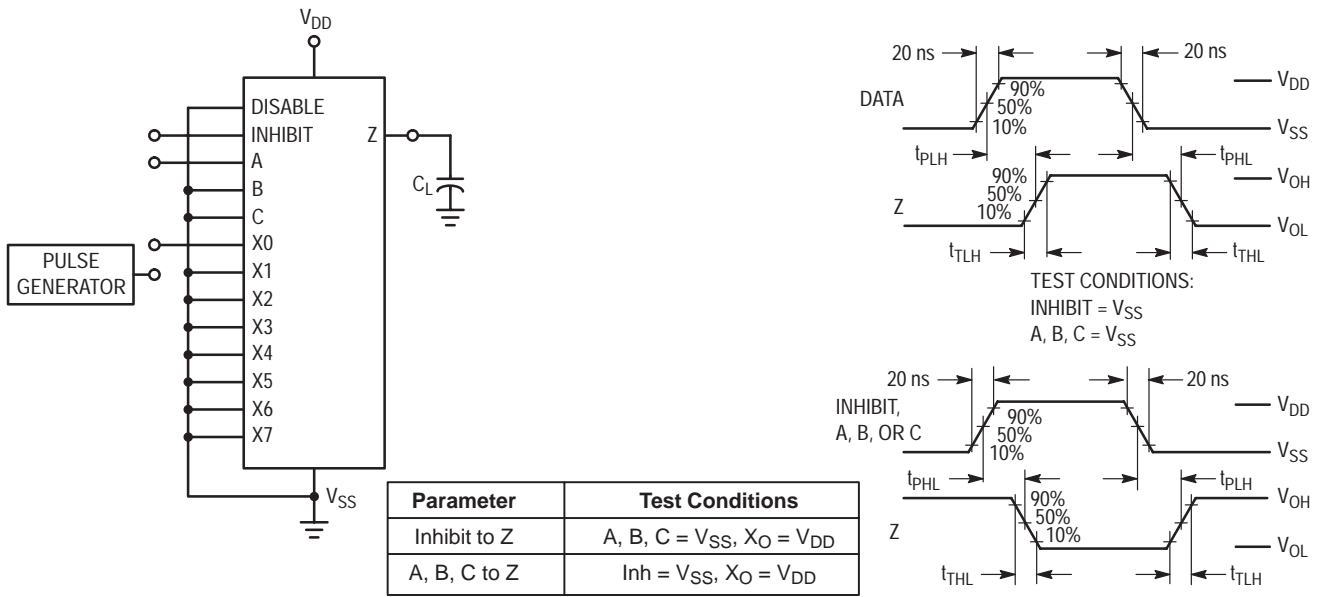 VDD
DISABLE
INHIBIT
A
B
C
X0
X1
X2
X3
X4
X5
X6
X7
Z
CL
PULSE
GENERATOR
VSS
Parameter Test Conditions
Inhibit to Z A, B, C = VSS, XO = VDD
A, B, C to Z Inh = VSS, XO = VDD
20 ns 20 ns
DATA
90%
50%
10%
VDD
VSS
tPLH tPHL
Z
90%
50%
10%
VOH
VOL
tTLH tTHL
TEST CONDITIONS:
INHIBIT = VSS
A, B, C = VSS
20 ns 20 ns
INHIBIT,
A, B, OR C
90%
50%
10%
VDD
VSS
tPHL tPLH
Z
90%
50%
10%
VOH
VOL
tTHL tTLH